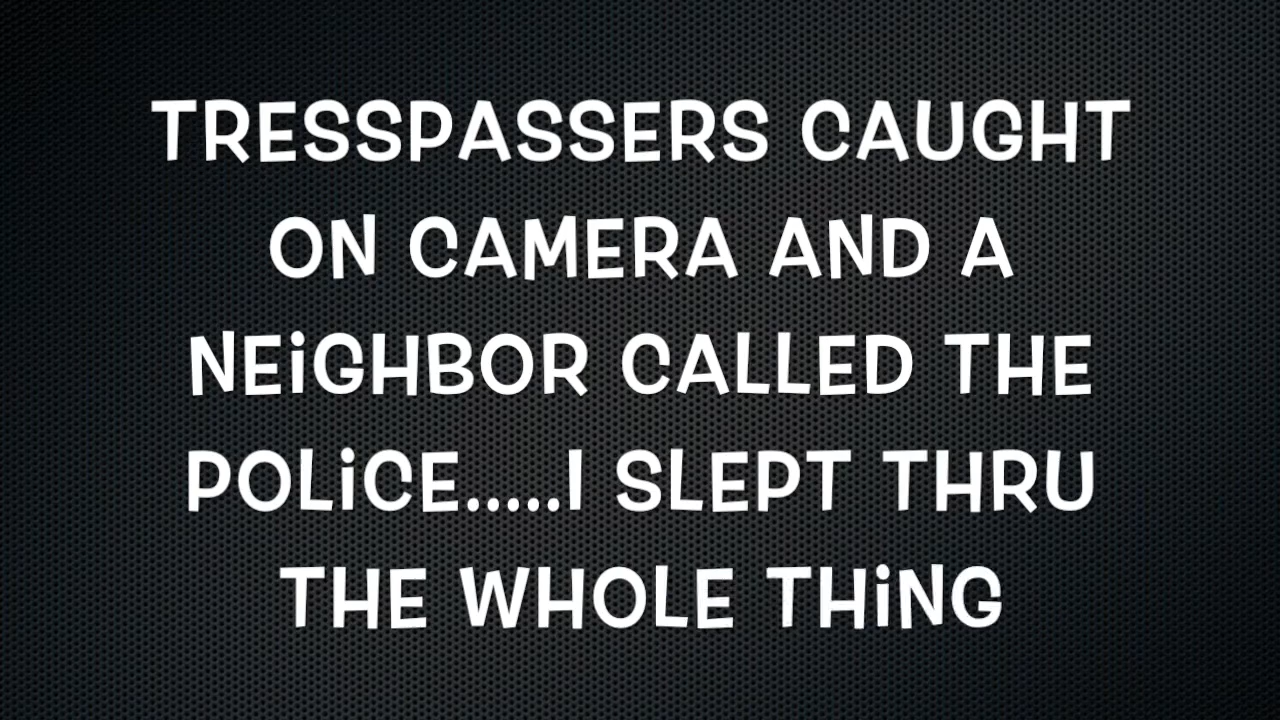 TRESSPASSERS CAUGHT
ON CAMERA AND A
NEiGHBOR CALLED THE
POLiCE.....I SLEPT THRU
THE WHOLE THiNG